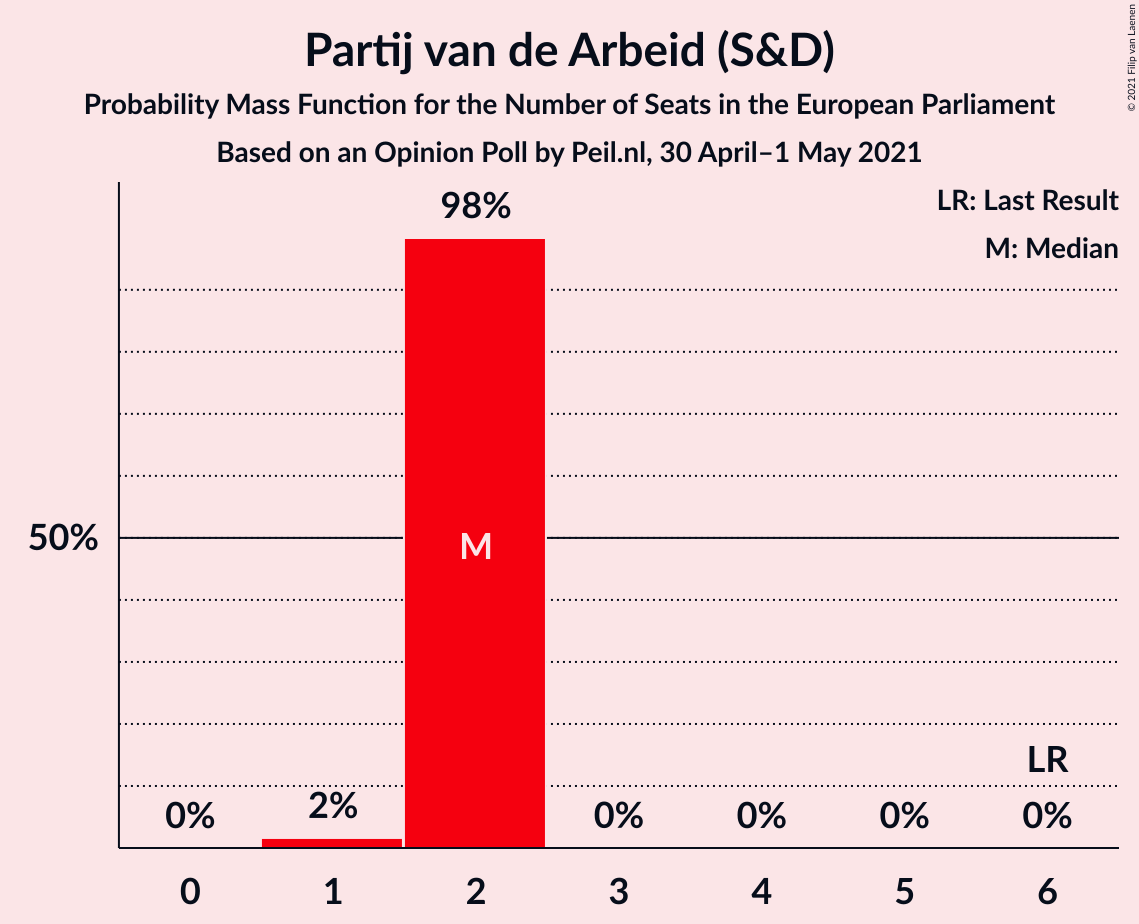 Partij van de Arbeid (S&D)
Probability Mass Function for the Number of Seats in the European Parliament
Based on an Opinion Poll by Peil.nl, 30 April–1 May 2021
© 2021 Filip van Laenen
LR: Last Result
M: Median
98%
50%
M
LR
0%
2%
0%
0%
0%
0%
0
1
2
3
4
5
6